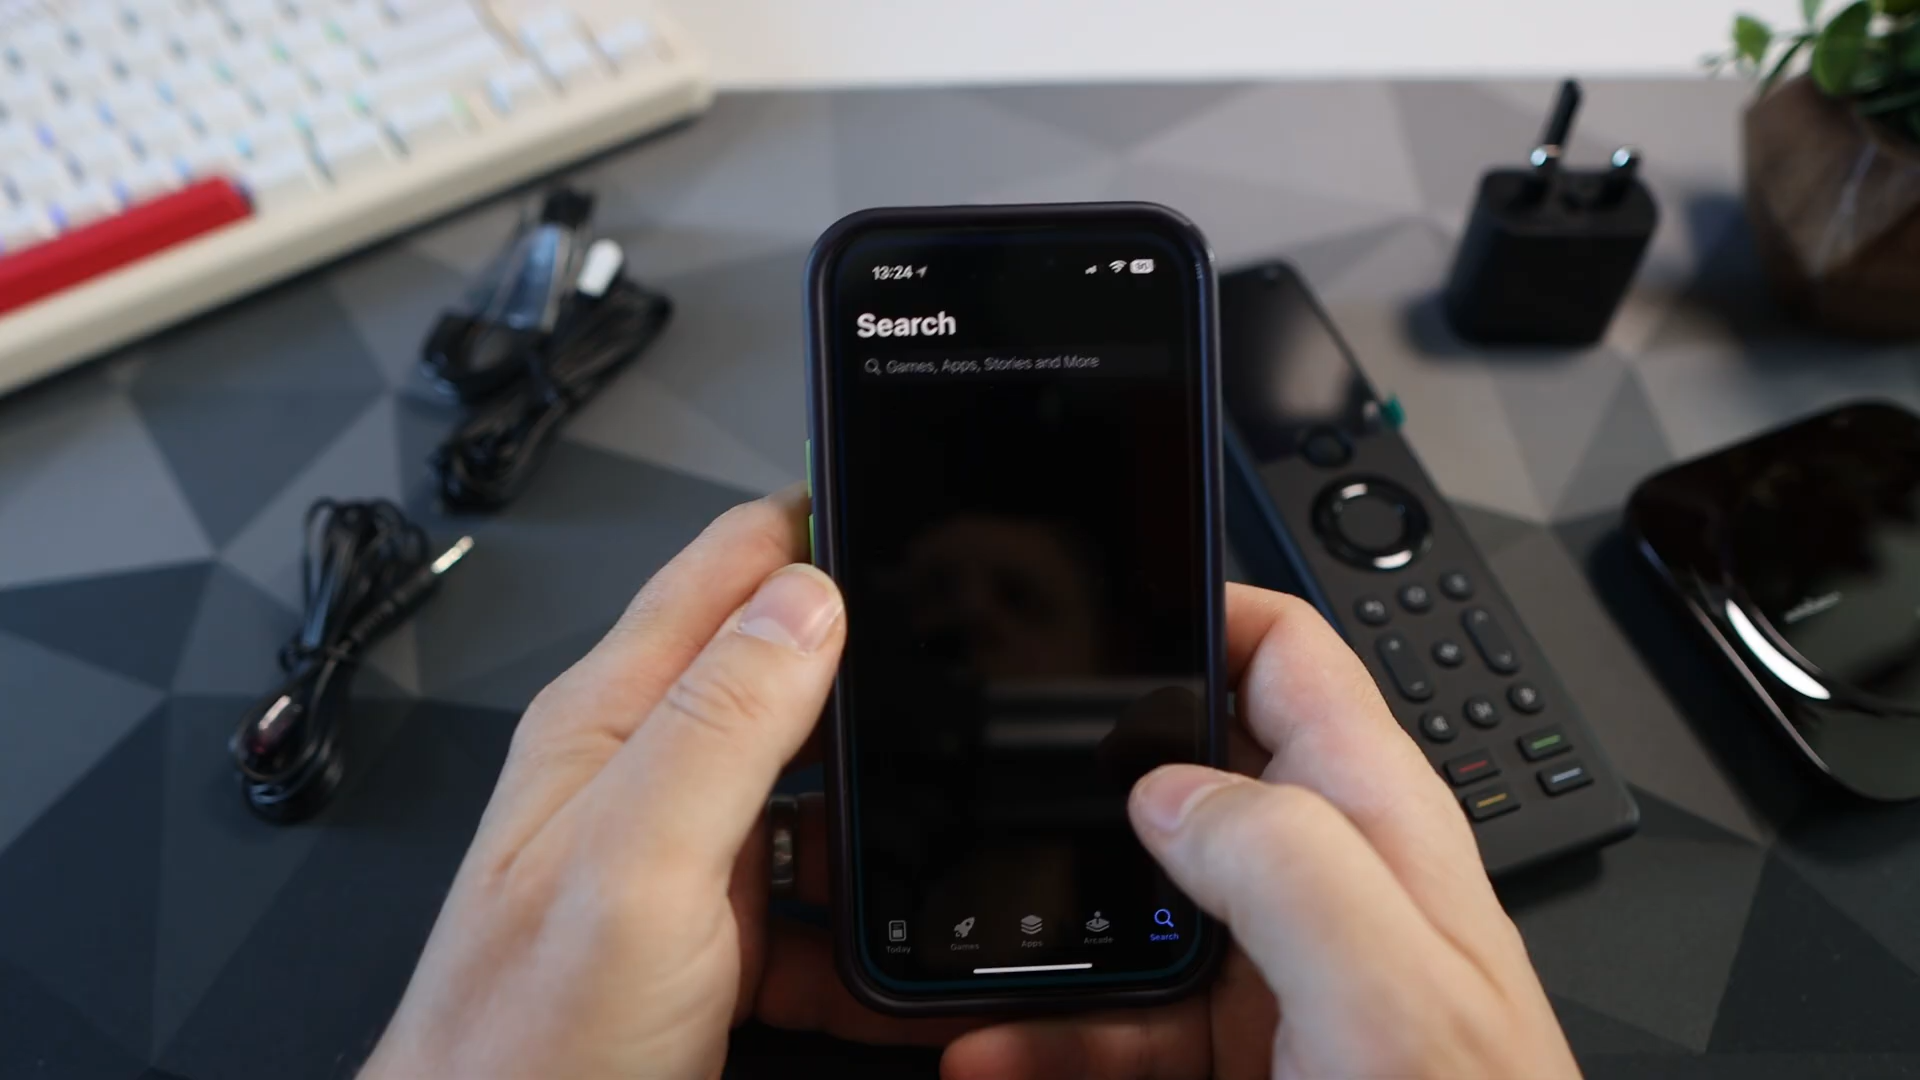 13:24
Search
Games, Apps, Stories and More
Today
Games
Apps
Arcade
Search